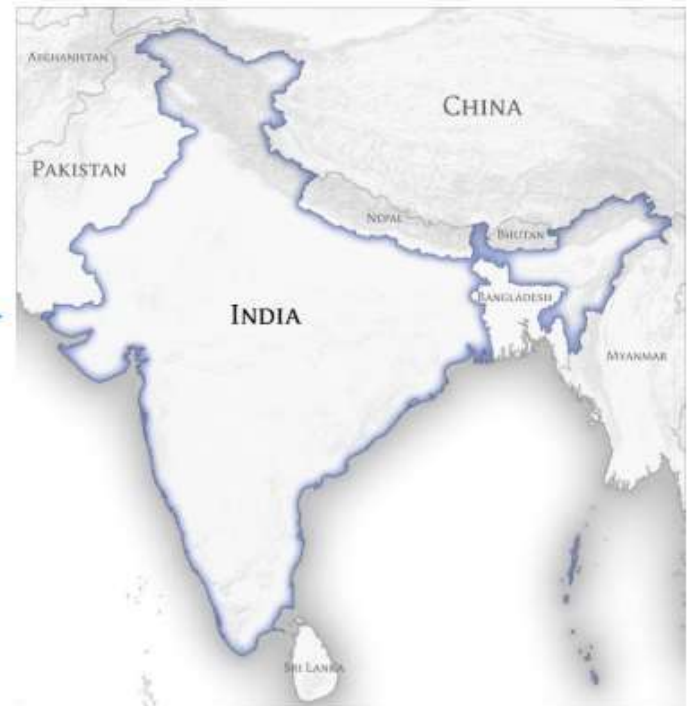 AFGHANISTAN
CHINA
PAKISTAN
NEPAL
BHUTAN
BANGLADESH
INDIA
MYANMAR
SRI LANKA